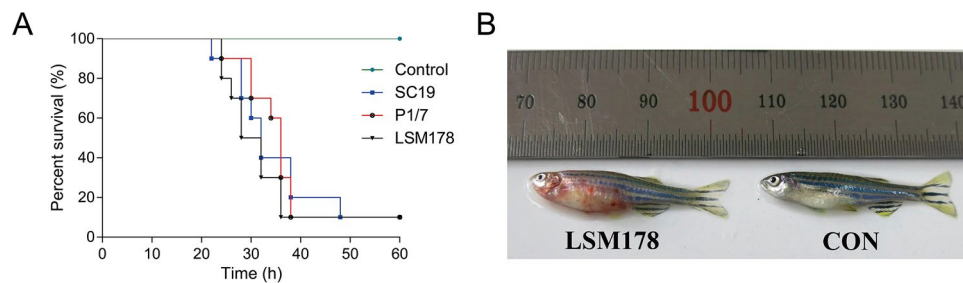 A
B
Percent survival (%)
100
80
60
40
20
0
0 10 20 30 40 50 60
Time (h)
Control
SC19
P1/7
LSM178
70 80 90 100 110 120 130 140
LSM178 CON